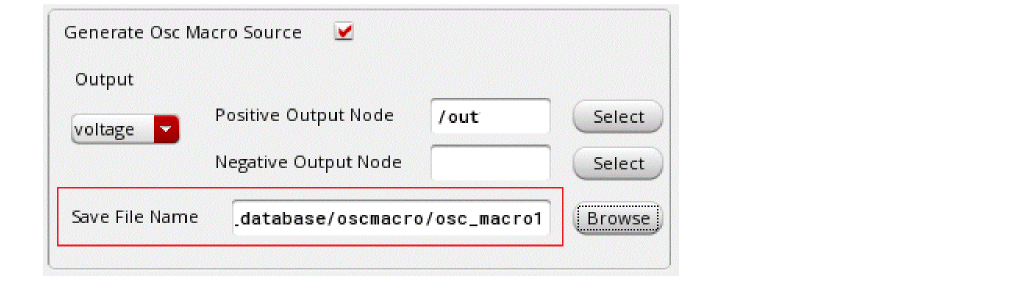 Generate Osc Macro Source
Output
voltage Positive Output Node /out Select
Negative Output Node Select
Save File Name _database/oscmacro/osc_macro1 Browse